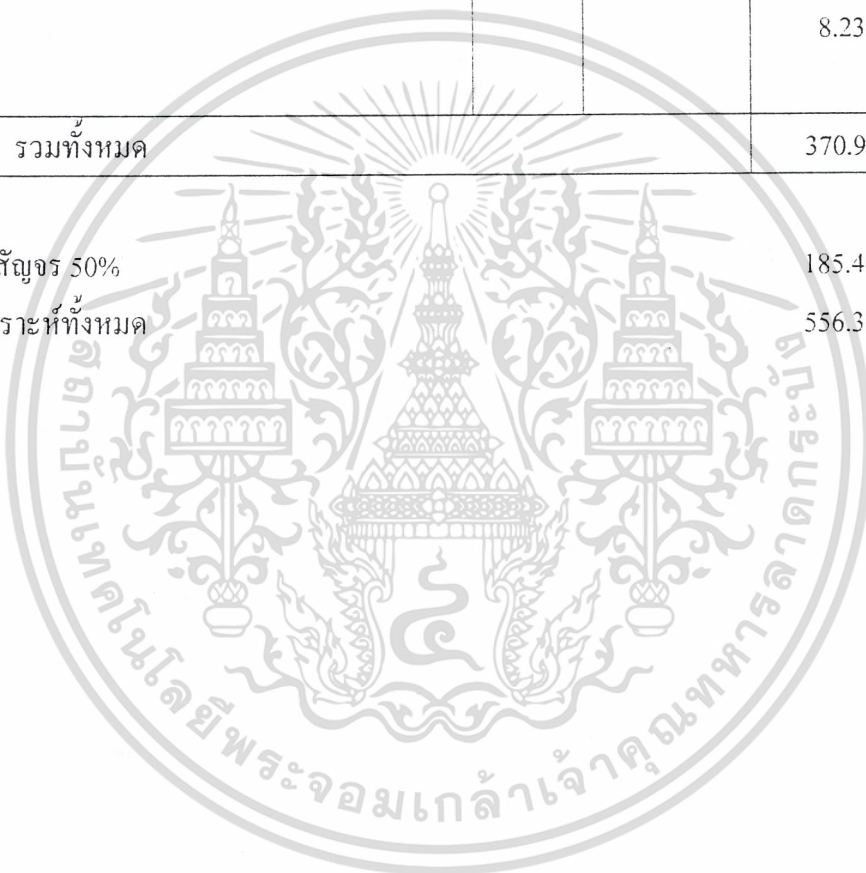 8.23
รวมทั้งหมด 370.9
สัญจร 50% 185.4
ราะห์ทั้งหมด 556.3
สถาบันเทคโนโลยีพระจอมเกล้าเจ้าคุณทหารลาดกระบัง